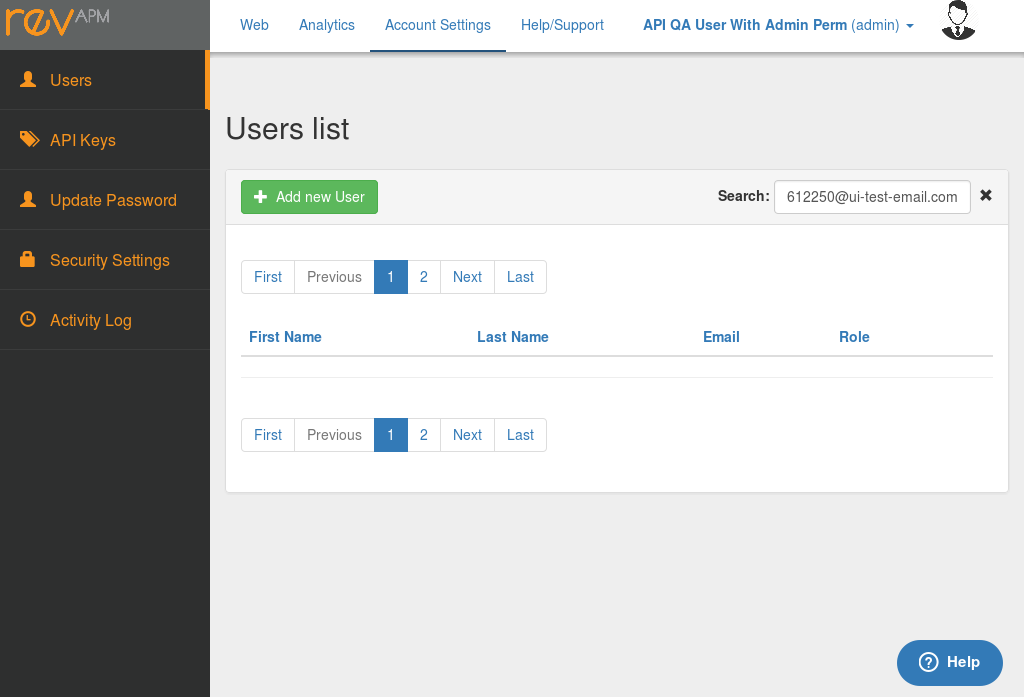 rev APM
Web Analytics Account Settings Help/Support API QA User With Admin Perm (admin)
Users
API Keys
Update Password
Security Settings
Activity Log
Users list
Add new User
Search: 612250@ui-test-email.com
First Previous 1 2 Next Last
First Name Last Name Email Role
First Previous 1 2 Next Last
Help